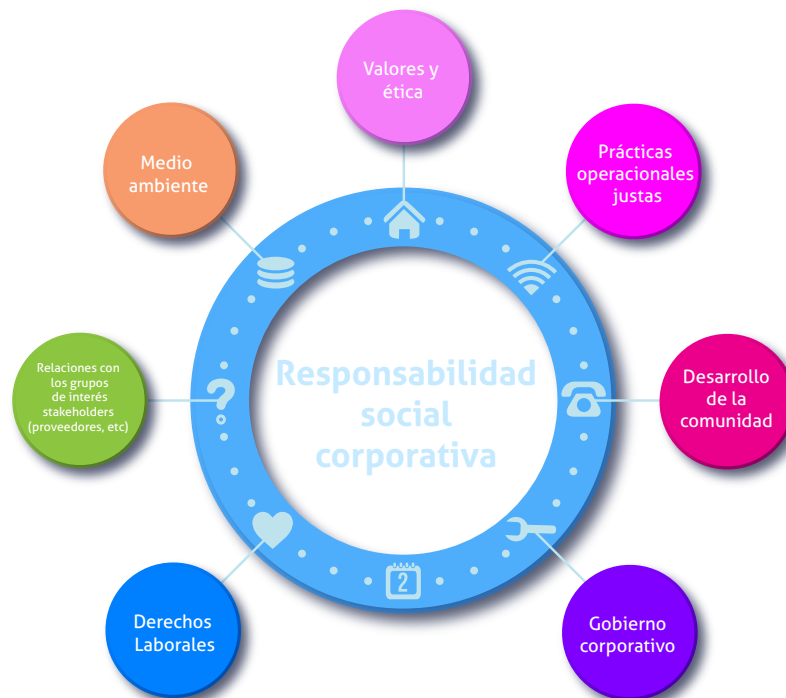 Valores y
ética
Prácticas
operacionales
justas
Medio
ambiente
Relaciones con
los grupos
de interés
stakeholders
(proveedores, etc)
Responsabilidad
social
corporativa
Desarrollo
de la
comunidad
2
Derechos
Laborales
Gobierno
corporativo